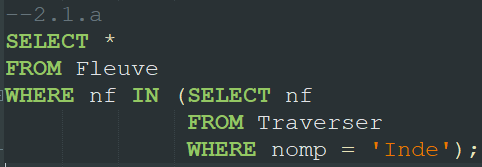 --2.1.a
SELECT *
FROM Fleuve
WHERE nf IN (SELECT nf
FROM Traverser
WHERE nomp = 'Inde');